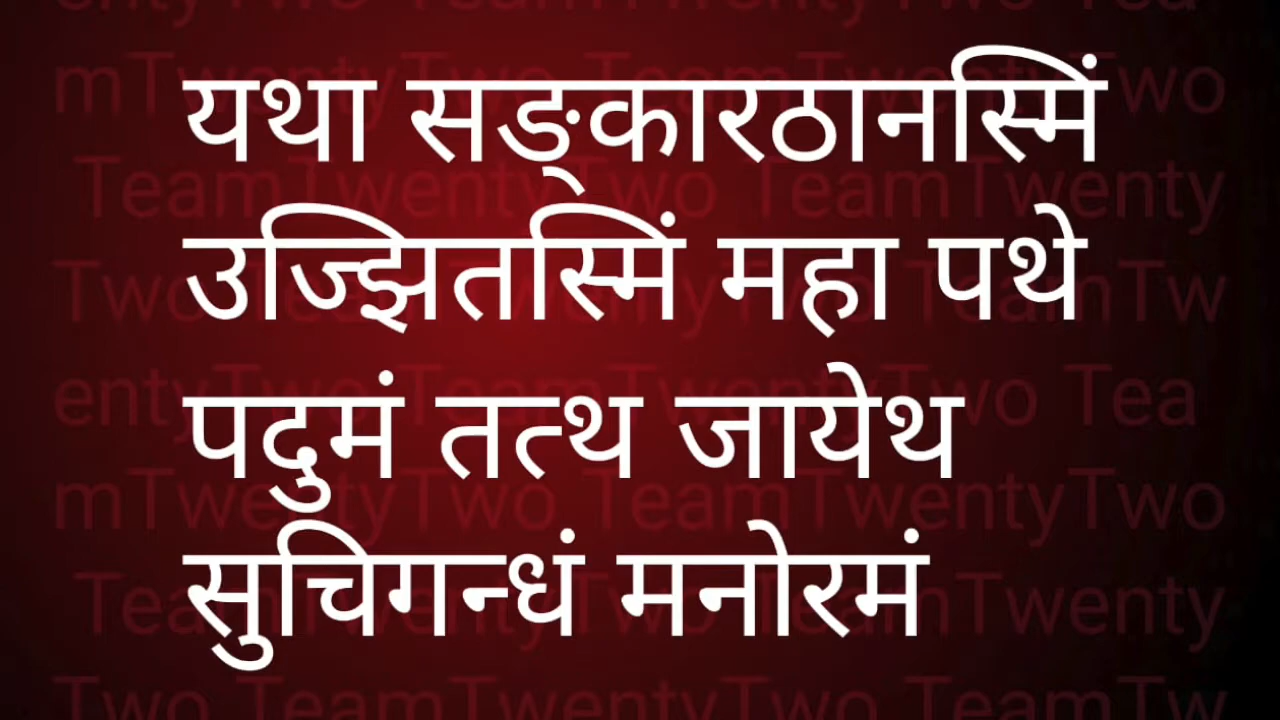 यथा सङ्कारठानस्मिं
उज्झितस्मिं महा पथे
पदुमं तत्थ जायेथ
सुचिगन्धं मनोरमं